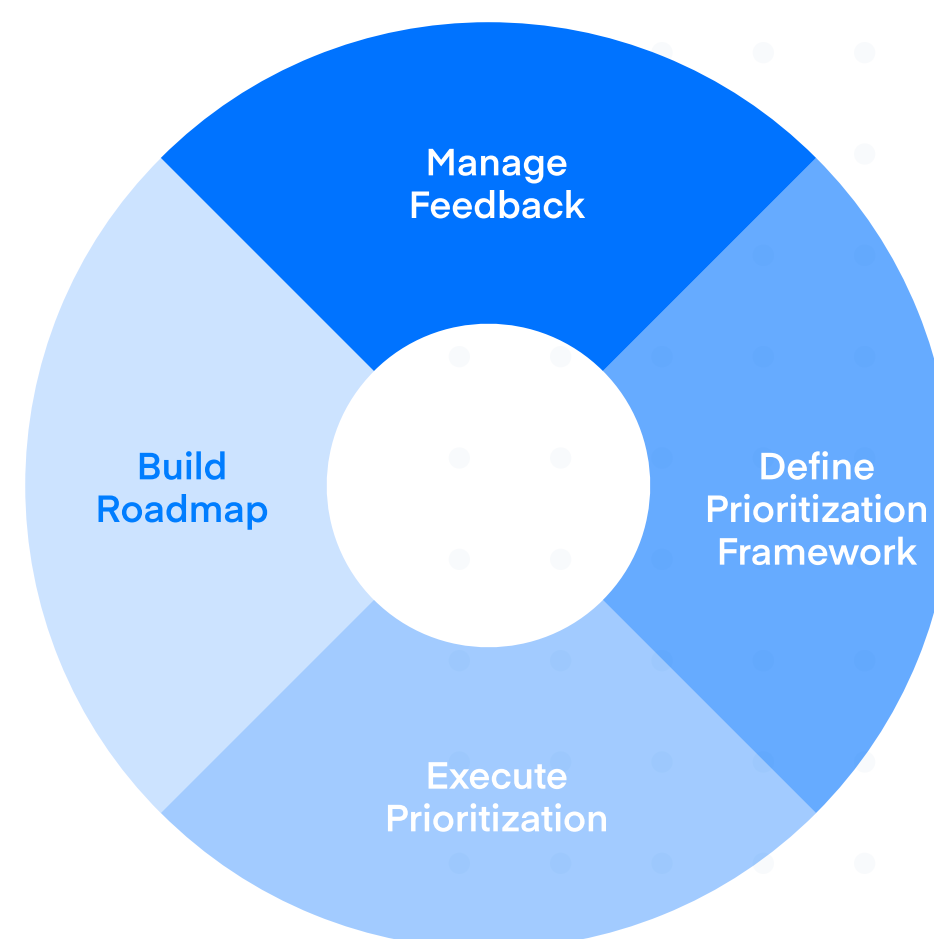 Manage
Feedback
Build
Roadmap
Define
Prioritization
Framework
Execute
Prioritization